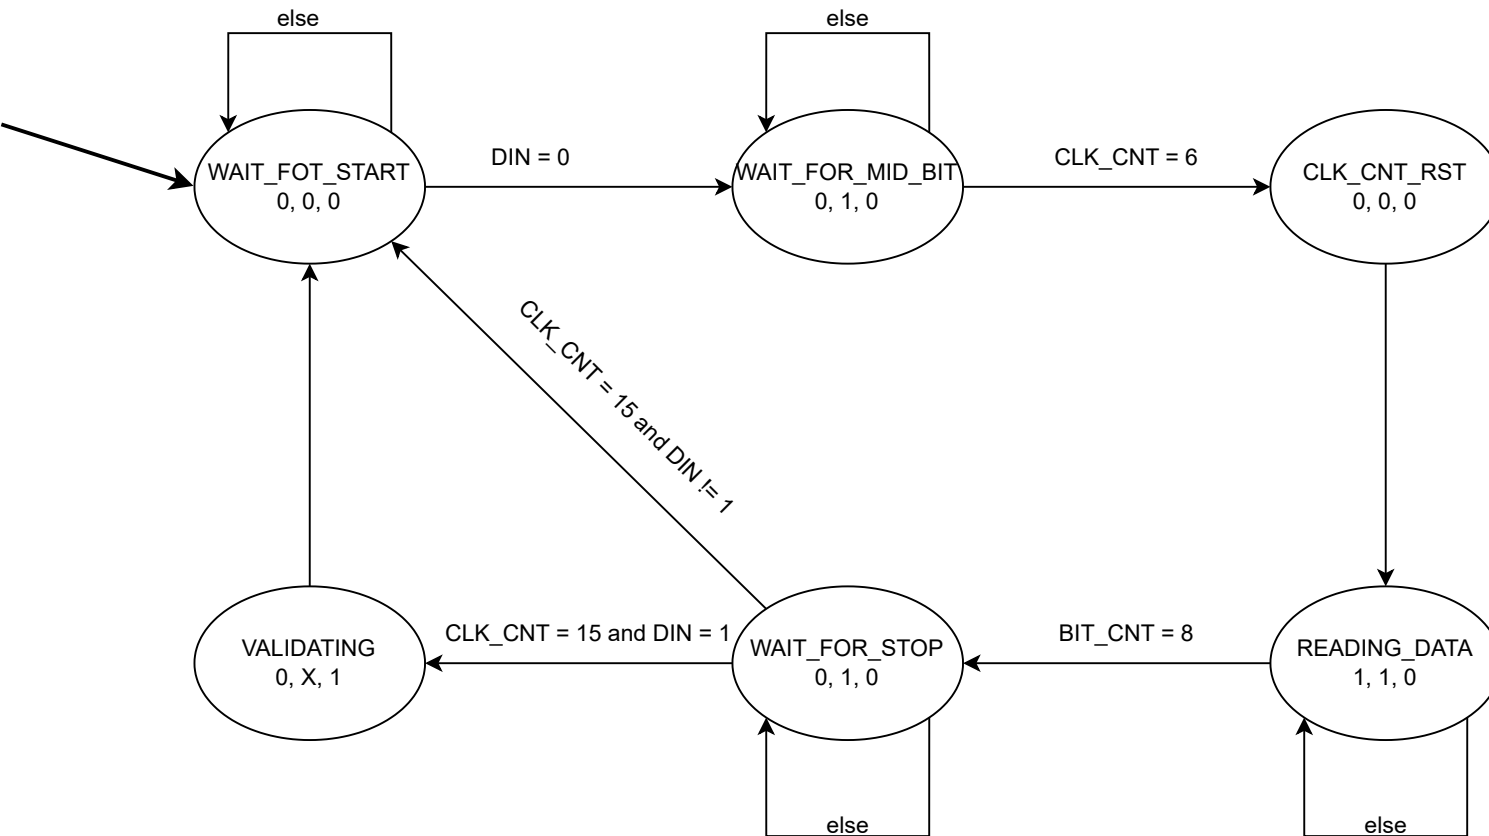 else
else
WAIT_FOT_START
0, 0, 0
DIN = 0
WAIT_FOR_MID_BIT
0, 1, 0
CLK_CNT = 6
CLK_CNT_RST
0, 0, 0
CLK_CNT = 15 and DIN != 1
VALIDATING
0, X, 1
CLK_CNT = 15 and DIN = 1
WAIT_FOR_STOP
0, 1, 0
BIT_CNT = 8
READING_DATA
1, 1, 0
else
else